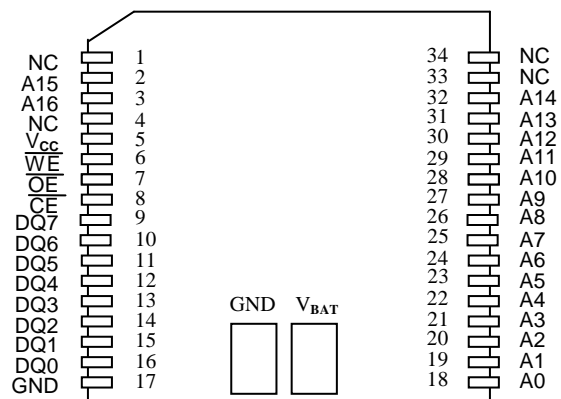 NC 1 34 NC
A15 2 33 NC
A16 3 32 A14
NC 4 31 A13
VCC 5 30 A12
WE 6 29 A11
OE 7 28 A10
CE 8 27 A9
DQ7 9 26 A8
DQ6 10 25 A7
DQ5 11 24 A6
DQ4 12 23 A5
DQ3 13 22 A4
DQ2 14 21 A3
DQ1 15 20 A2
DQ0 16 19 A1
GND 17 18 A0
GND VBAT